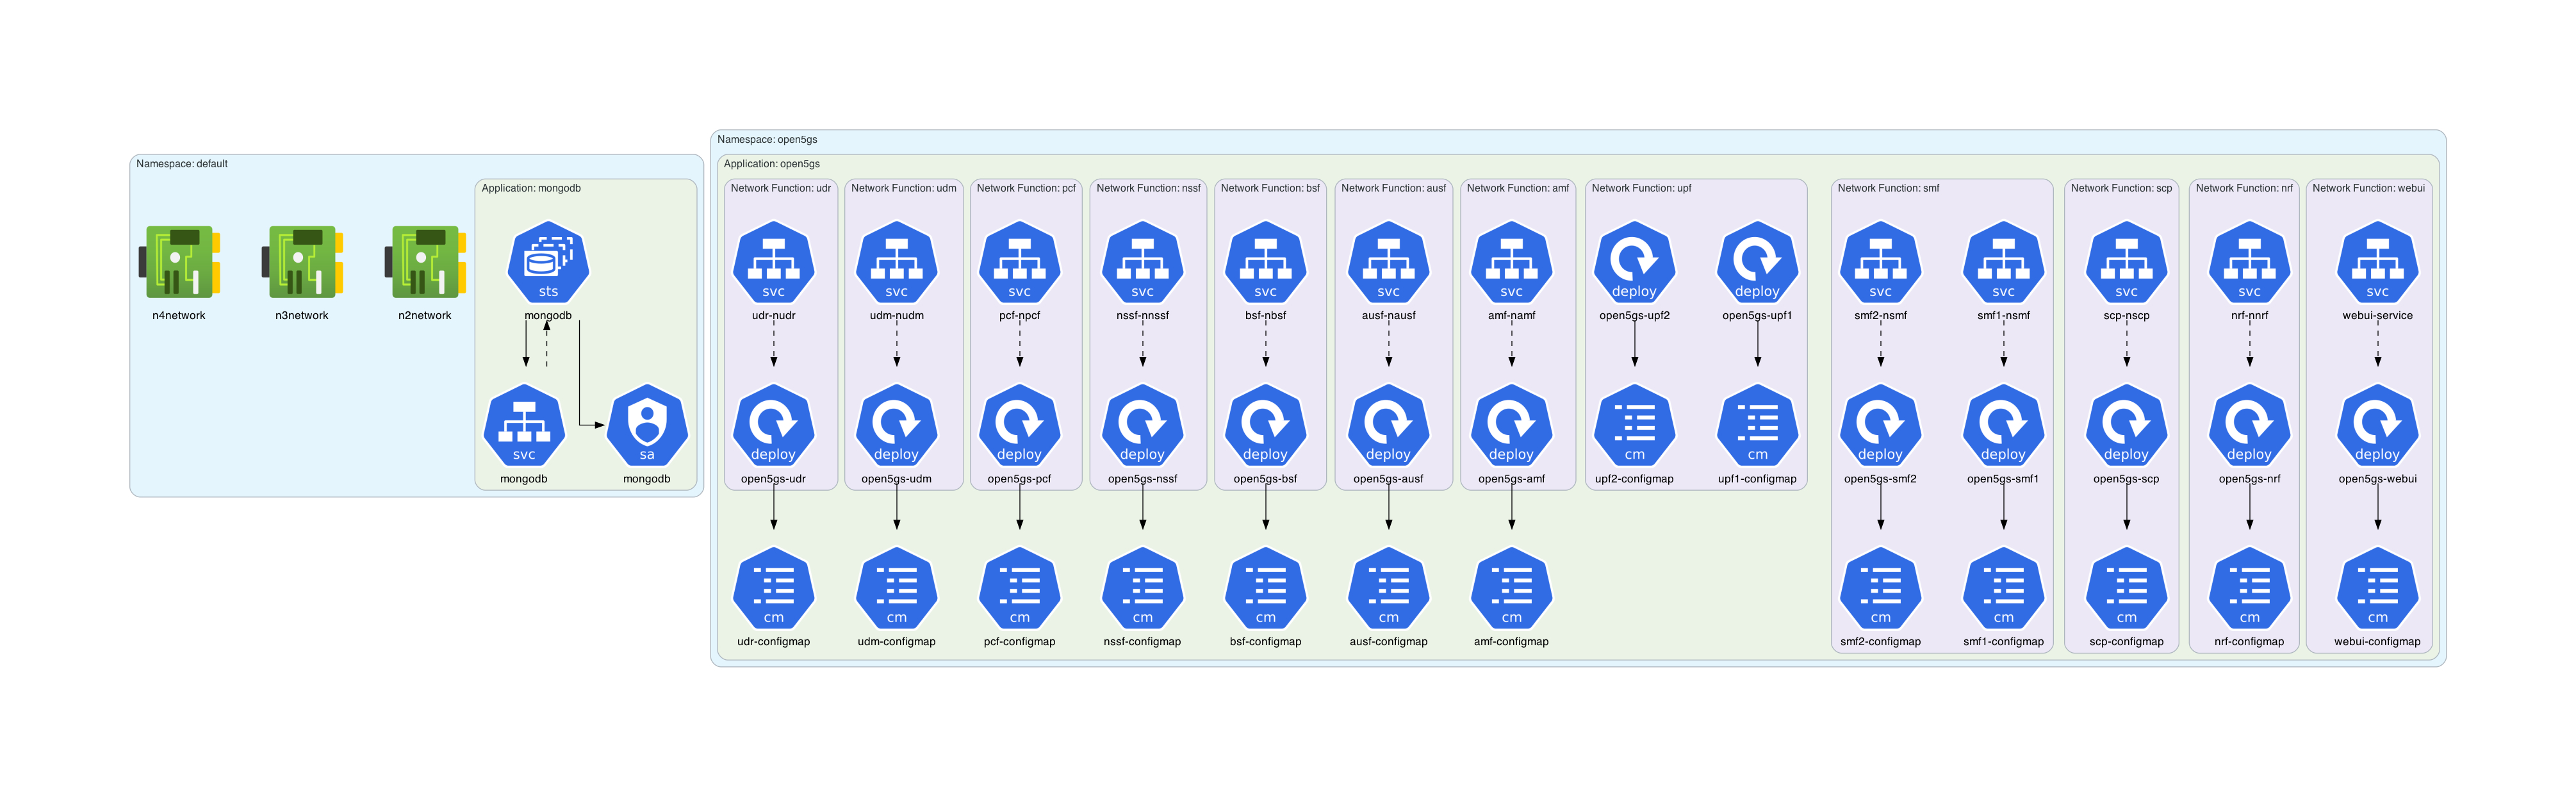 Namespace: open5gs
Namespace: default
Application: open5gs
Application: mongodb
Network Function: udr
Network Function: udm
Network Function: pcf
Network Function: nssf
Network Function: bsf
Network Function: ausf
Network Function: amf
Network Function: upf
Network Function: smf
Network Function: scp
Network Function: nrf
Network Function: webui
sts
svc
svc
svc
svc
svc
svc
svc
deploy
deploy
svc
svc
svc
svc
svc
n4network
n3network
n2network
mongodb
udr-nudr
udm-nudm
pcf-npcf
nssf-nnssf
bsf-nbsf
ausf-nausf
amf-namf
open5gs-upf2
open5gs-upf1
smf2-nsmf
smf1-nsmf
scp-nscp
nrf-nnrf
webui-service
svc
sa
deploy
deploy
deploy
deploy
deploy
deploy
deploy
cm
cm
deploy
deploy
deploy
deploy
deploy
mongodb
mongodb
open5gs-udr
open5gs-udm
open5gs-pcf
open5gs-nssf
open5gs-bsf
open5gs-ausf
open5gs-amf
upf2-configmap
upf1-configmap
open5gs-smf2
open5gs-smf1
open5gs-scp
open5gs-nrf
open5gs-webui
cm
cm
cm
cm
cm
cm
cm
cm
cm
cm
cm
cm
udr-configmap
udm-configmap
pcf-configmap
nssf-configmap
bsf-configmap
ausf-configmap
amf-configmap
smf2-configmap
smf1-configmap
scp-configmap
nrf-configmap
webui-configmap